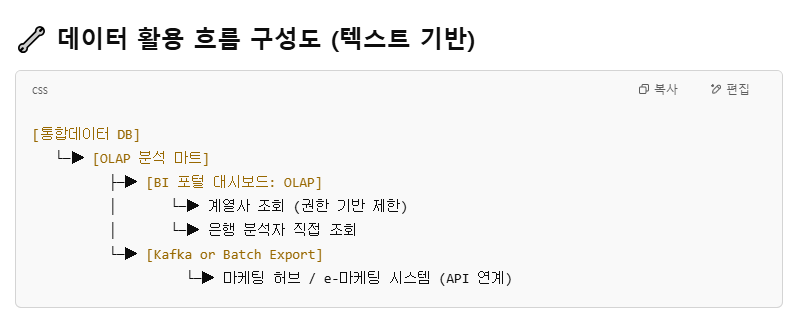 데이터 활용 흐름 구성도 (텍스트 기반)
css 복사 편집
[통합데이터 DB]
└─▶ [OLAP 분석 마트]
├─▶ [BI 포털 대시보드: OLAP]
│ └─▶ 계열사 조회 (권한 기반 제한)
│ └─▶ 은행 분석자 직접 조회
└─▶ [Kafka or Batch Export]
└─▶ 마케팅 허브 / e-마케팅 시스템 (API 연계)